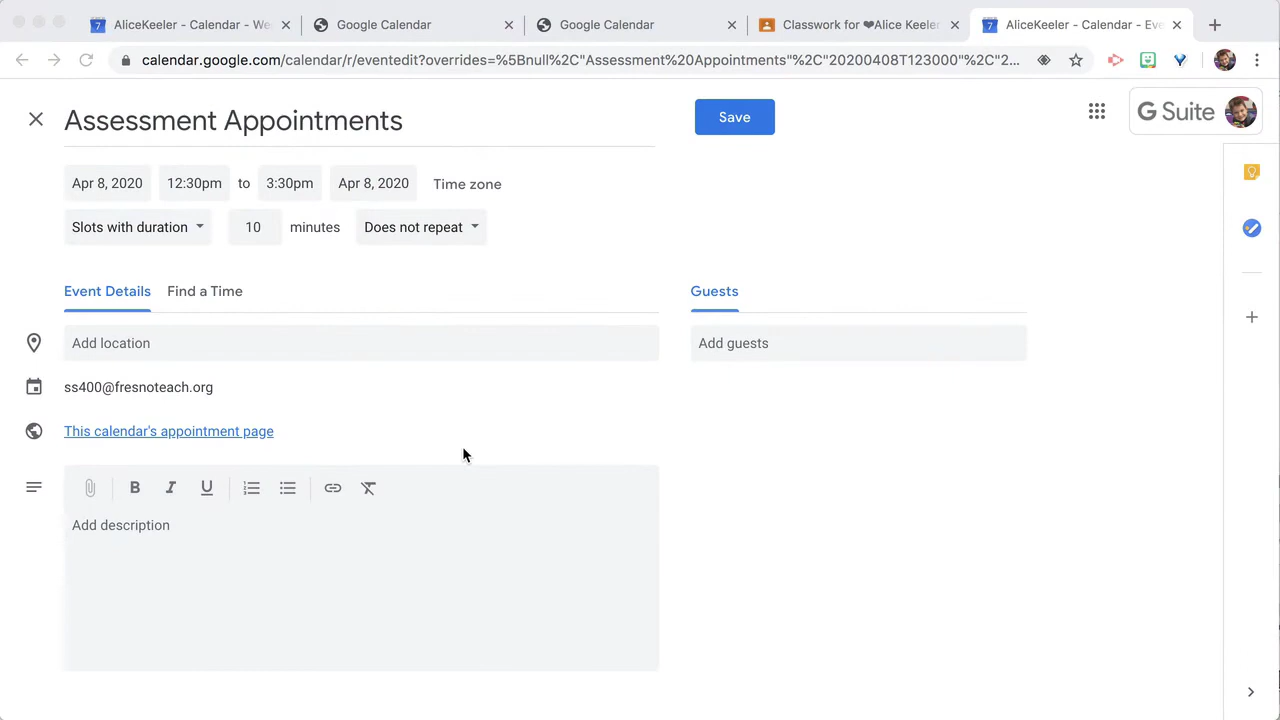 AliceKeeler - Calendar - We
Google Calendar
Google Calendar
Classwork for ❤Alice Keeler
AliceKeeler - Calendar - Eve
calendar.google.com/calendar/r/eventedit?overrides=%5Bnull%2C"Assessment%20Appointments"%2C"20200408T123000"%2C"2...
Assessment Appointments
Save
G Suite
Apr 8, 2020 12:30pm to 3:30pm Apr 8, 2020 Time zone
Slots with duration 10 minutes Does not repeat
Event Details Find a Time
Guests
Add location
Add guests
ss400@fresnoteach.org
This calendar's appointment page
B I U
Add description